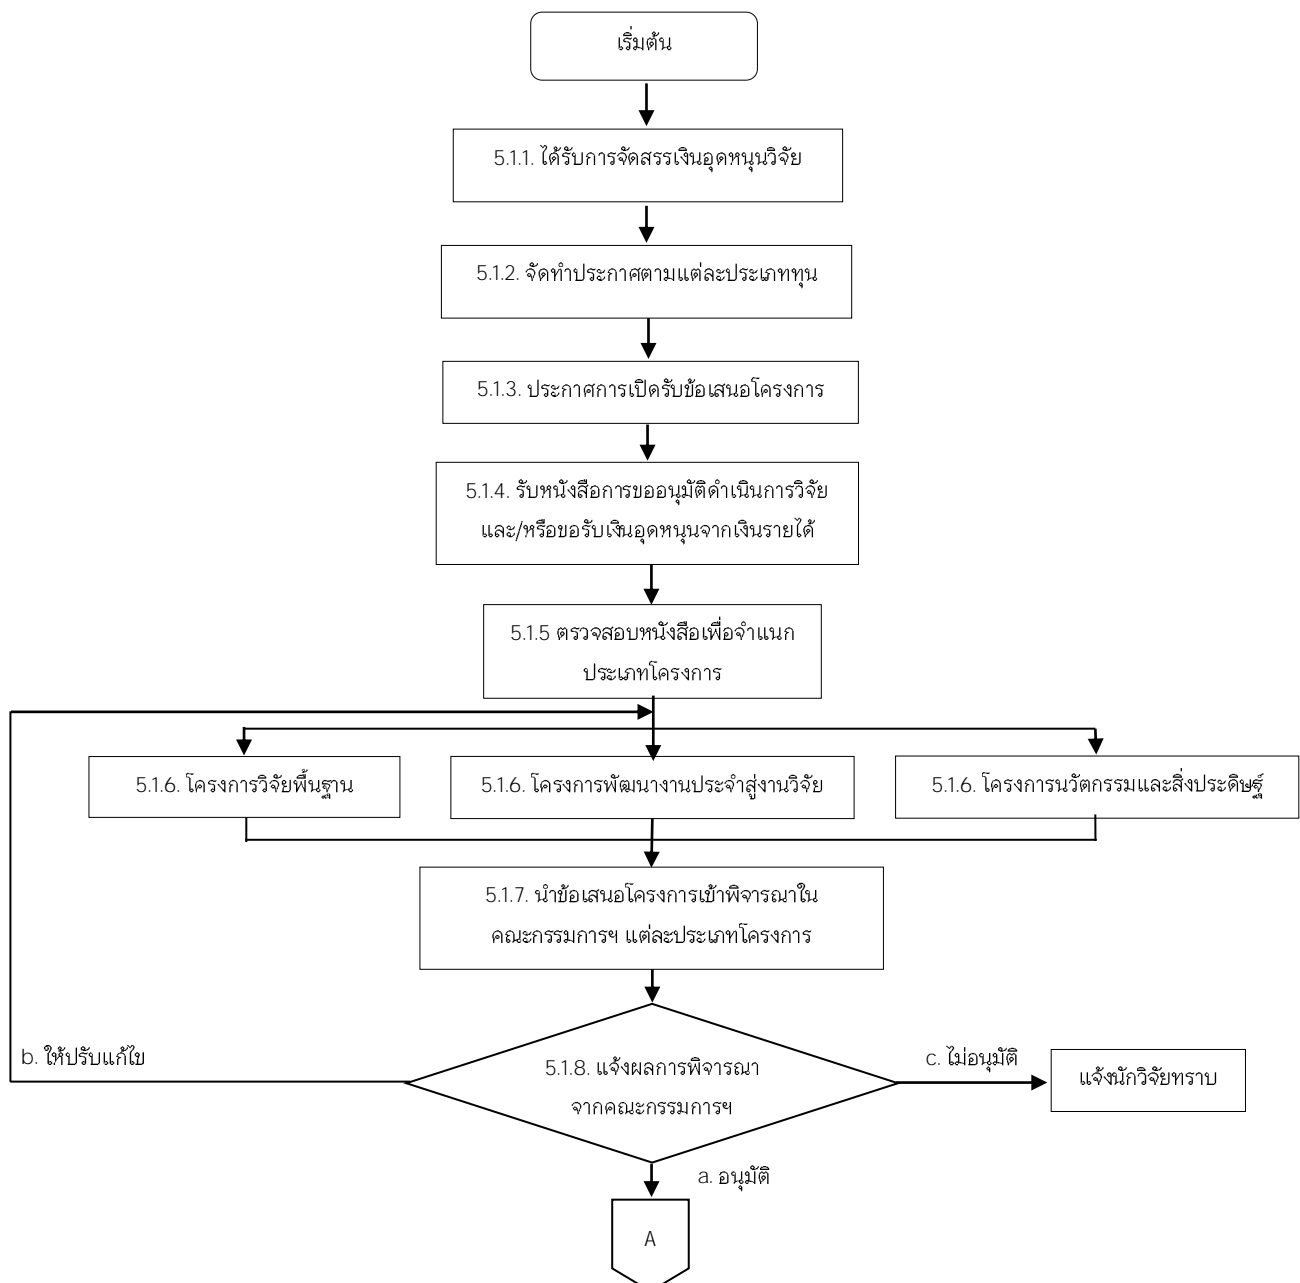 เริ่มต้น
5.1.1. ได้รับการจัดสรรเงินอุดหนุนวิจัย
5.1.2. จัดทำประกาศตามแต่ละประเภททุน
5.1.3. ประกาศการเปิดรับข้อเสนอโครงการ
5.1.4. รับหนังสือการขออนุมัติดำเนินการวิจัย
และ/หรือขอรับเงินอุดหนุนจากเงินรายได้
5.1.5 ตรวจสอบหนังสือเพื่อจำแนก
ประเภทโครงการ
5.1.6. โครงการวิจัยพื้นฐาน
5.1.6. โครงการพัฒนางานประจำสู่งานวิจัย
5.1.6. โครงการนวัตกรรมและสิ่งประดิษฐ์
5.1.7. นำข้อเสนอโครงการเข้าพิจารณาใน
คณะกรรมการฯ แต่ละประเภทโครงการ
b. ให้ปรับแก้ไข
5.1.8. แจ้งผลการพิจารณา
จากคณะกรรมการฯ
c. ไม่อนุมัติ
แจ้งนักวิจัยทราบ
a. อนุมัติ
A